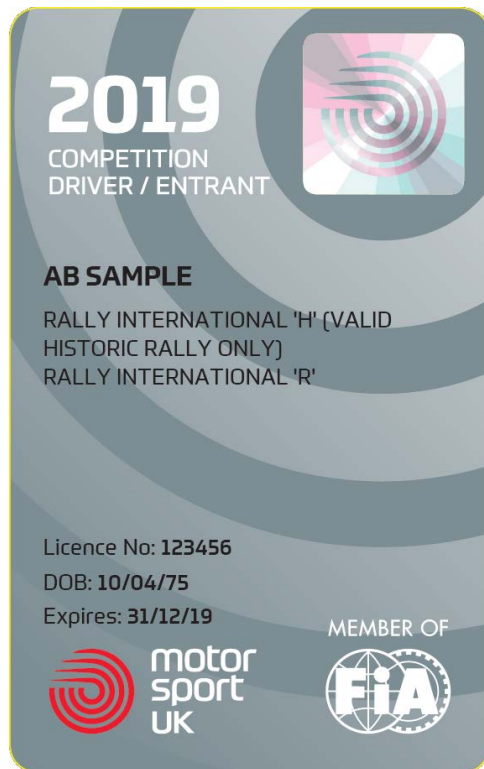 2019
COMPETITION
DRIVER / ENTRANT
AB SAMPLE
RALLY INTERNATIONAL 'H' (VALID
HISTORIC RALLY ONLY)
RALLY INTERNATIONAL 'R'
Licence No: 123456
DOB: 10/04/75
Expires: 31/12/19
MEMBER OF
motor
sport
UK
FiA